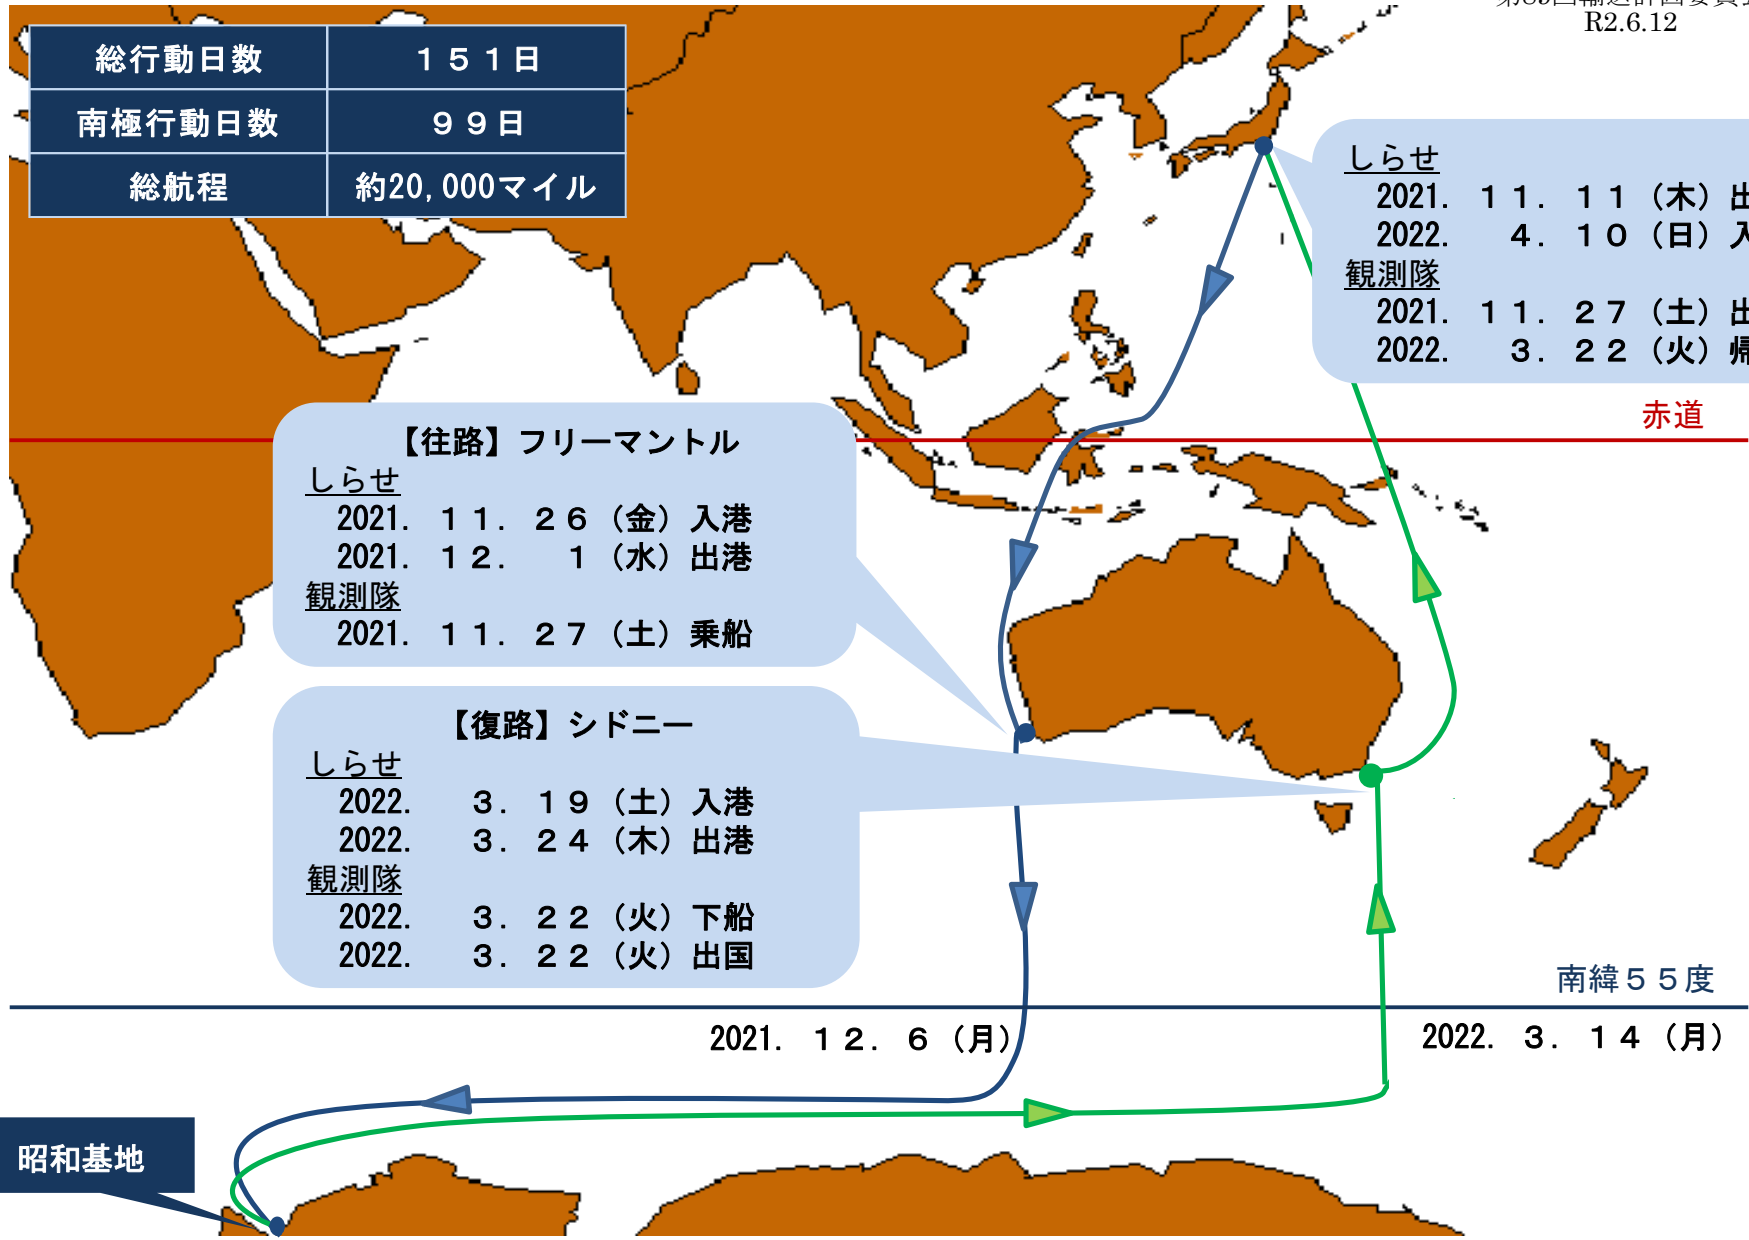 R2.6.12
総行動日数 151日
南極行動日数 99日
総航程 約20,000マイル
しらせ
2021. 11. 11 (木)
2022. 4. 10 (日)
観測隊
2021. 11. 27 (土)
2022. 3. 22 (火)
赤道
【往路】フリーマントル
しらせ
2021. 11. 26 (金) 入港
2021. 12. 1 (水) 出港
観測隊
2021. 11. 27 (土) 乗船
【復路】シドニー
しらせ
2022. 3. 19 (土) 入港
2022. 3. 24 (木) 出港
観測隊
2022. 3. 22 (火) 下船
2022. 3. 22 (火) 出国
南緯55度
2021. 12. 6 (月)
2022. 3. 14 (月)
昭和基地